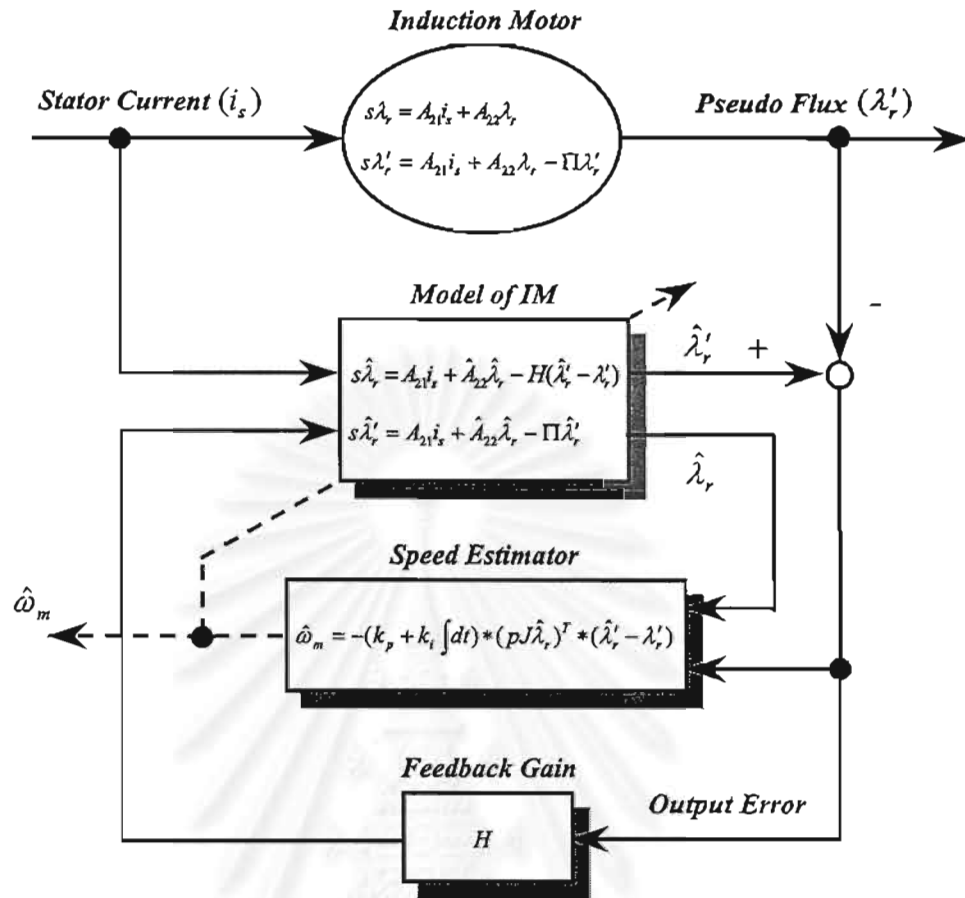 Induction Motor
Stator Current (i_s)
Pseudo Flux (λ'_r)
sλ_r = A_21 i_s + A_22 λ_r
sλ'_r = A_21 i_s + A_22 λ_r - Πλ'_r
Model of IM
-
sλ̂_r = A_21 i_s + Â_22 λ̂_r - H(λ̂'_r - λ'_r)
λ̂'_r +
sλ̂'_r = A_21 i_s + Â_22 λ̂_r - Πλ̂'_r
λ̂_r
Speed Estimator
ω̂_m
ω̂_m = -(k_p + k_i ∫dt)*(pJλ̂_r)^T *(λ̂'_r - λ'_r)
Feedback Gain
Output Error
H